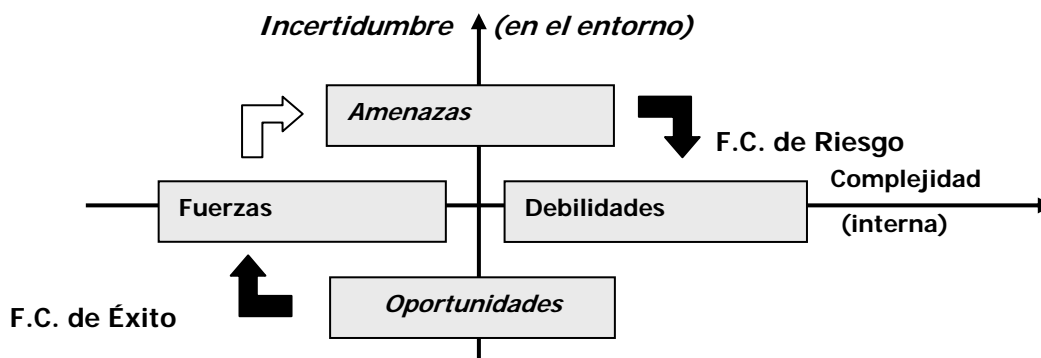 Incertidumbre (en el entorno)
Amenazas
F.C. de Riesgo
Fuerzas
Debilidades
Complejidad
(interna)
Oportunidades
F.C. de Éxito